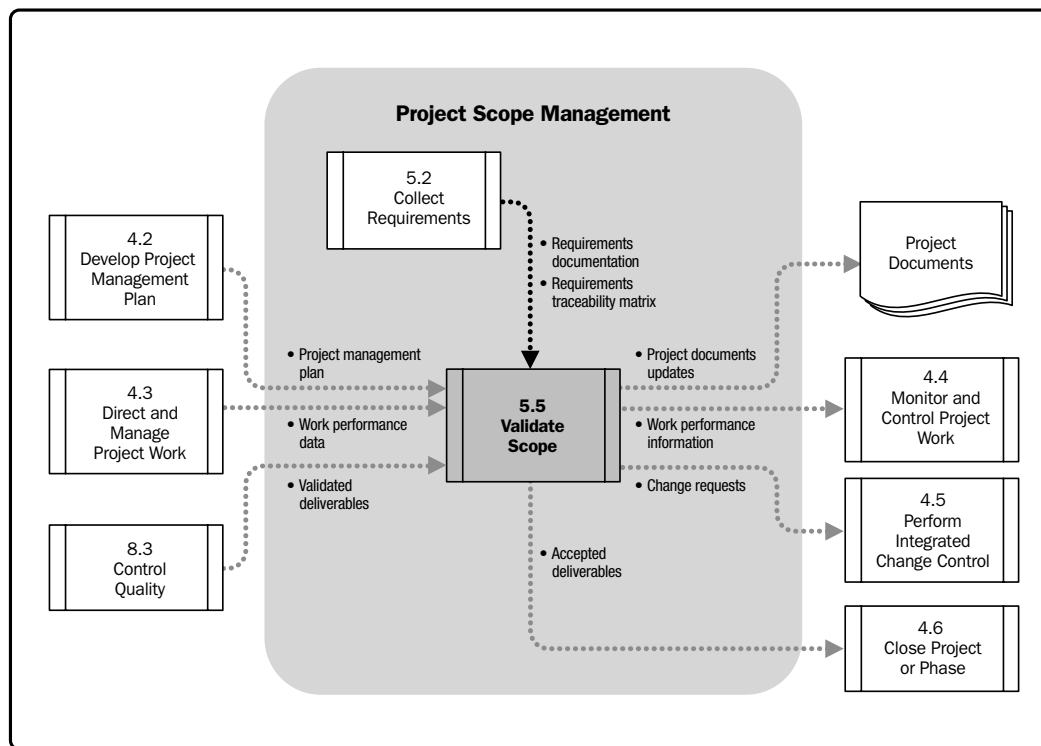 Project Scope Management
5.2
Collect
Requirements
• Requirements
documentation
• Requirements
traceability matrix
4.2
Develop Project
Management
Plan
4.3
Direct and
Manage
Project Work
8.3
Control
Quality
• Project management
plan
• Work performance
data
• Validated
deliverables
5.5
Validate
Scope
• Project documents
updates
• Work performance
information
• Change requests
• Accepted
deliverables
Project
Documents
4.4
Monitor and
Control Project
Work
4.5
Perform
Integrated
Change Control
4.6
Close Project
or Phase